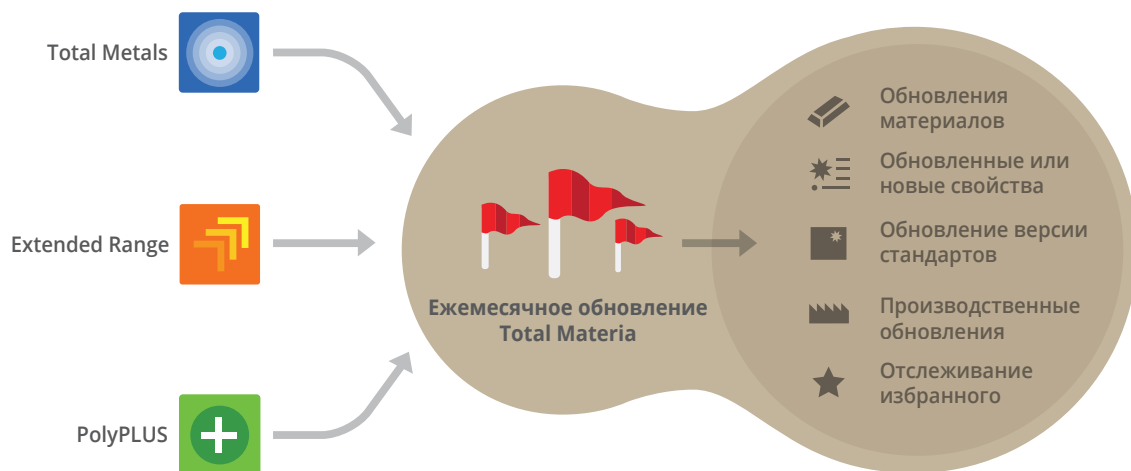 Total Metals
Extended Range
PolyPLUS
Ежемесячное обновление
Total Materia
Обновления
материалов
Обновленные или
новые свойства
Обновление версии
стандартов
Производственные
обновления
Отслеживание
избранного